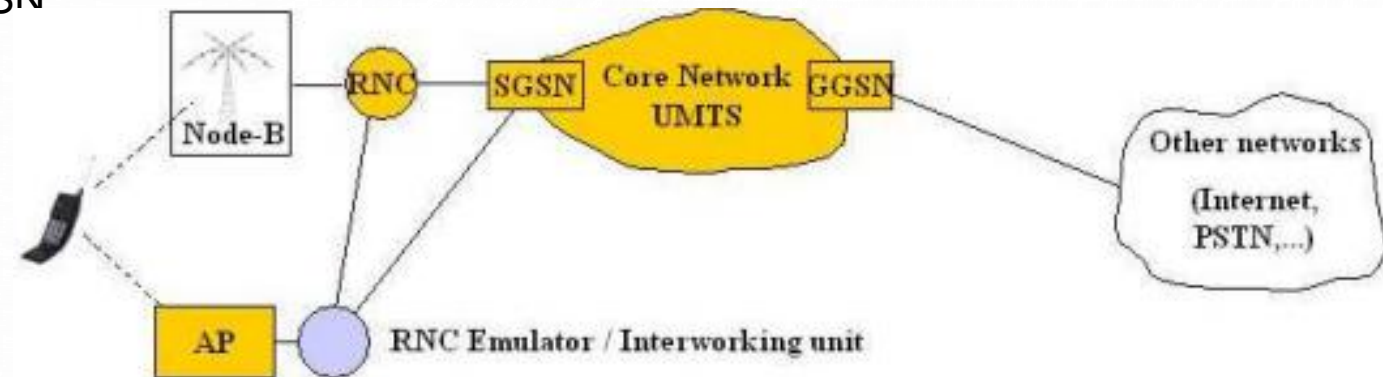 Node-B
RNC
SGSN
Core Network
UMTS
GGSN
Other networks
(Internet,
PSTN,...)
AP
RNC Emulator / Interworking unit